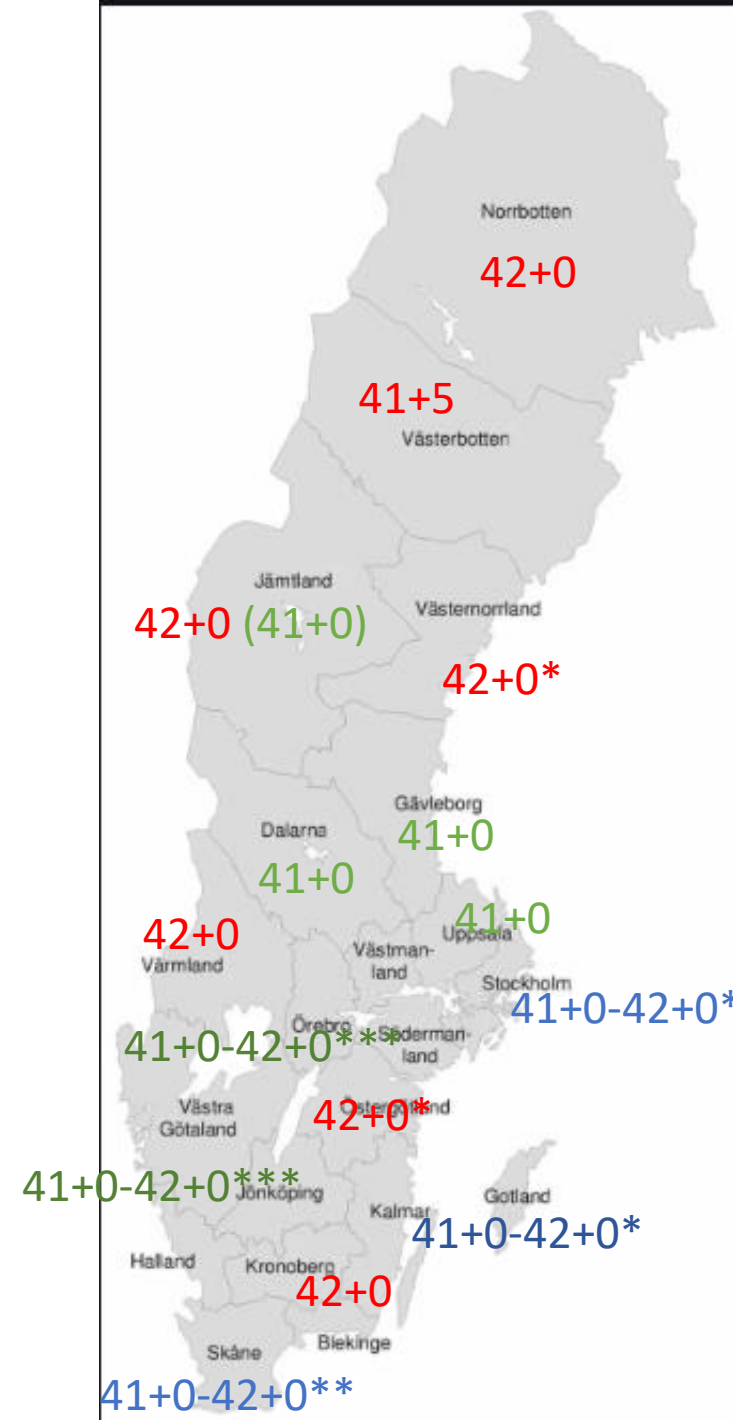 Norrbotten
42+0
41+5
Västerbotten
Jämtland
42+0 (41+0)
Västernorrland
42+0*
Gävleborg
41+0
Dalarna
41+0
41+0
Uppsala
42+0
Värmland
Västman-
land
Stockholm
41+0-42+0*
Örebro
41+0-42+0***
Söderman-
land
Västra
Götaland
Östergötland
42+0*
41+0-42+0***
Jönköping
Kalmar
Gotland
41+0-42+0*
Halland
Kronoberg
42+0
Blekinge
Skåne
41+0-42+0**